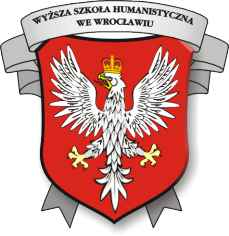 WYŻSZA SZKOŁA HUMANISTYCZNA
WE WROCŁAWIU